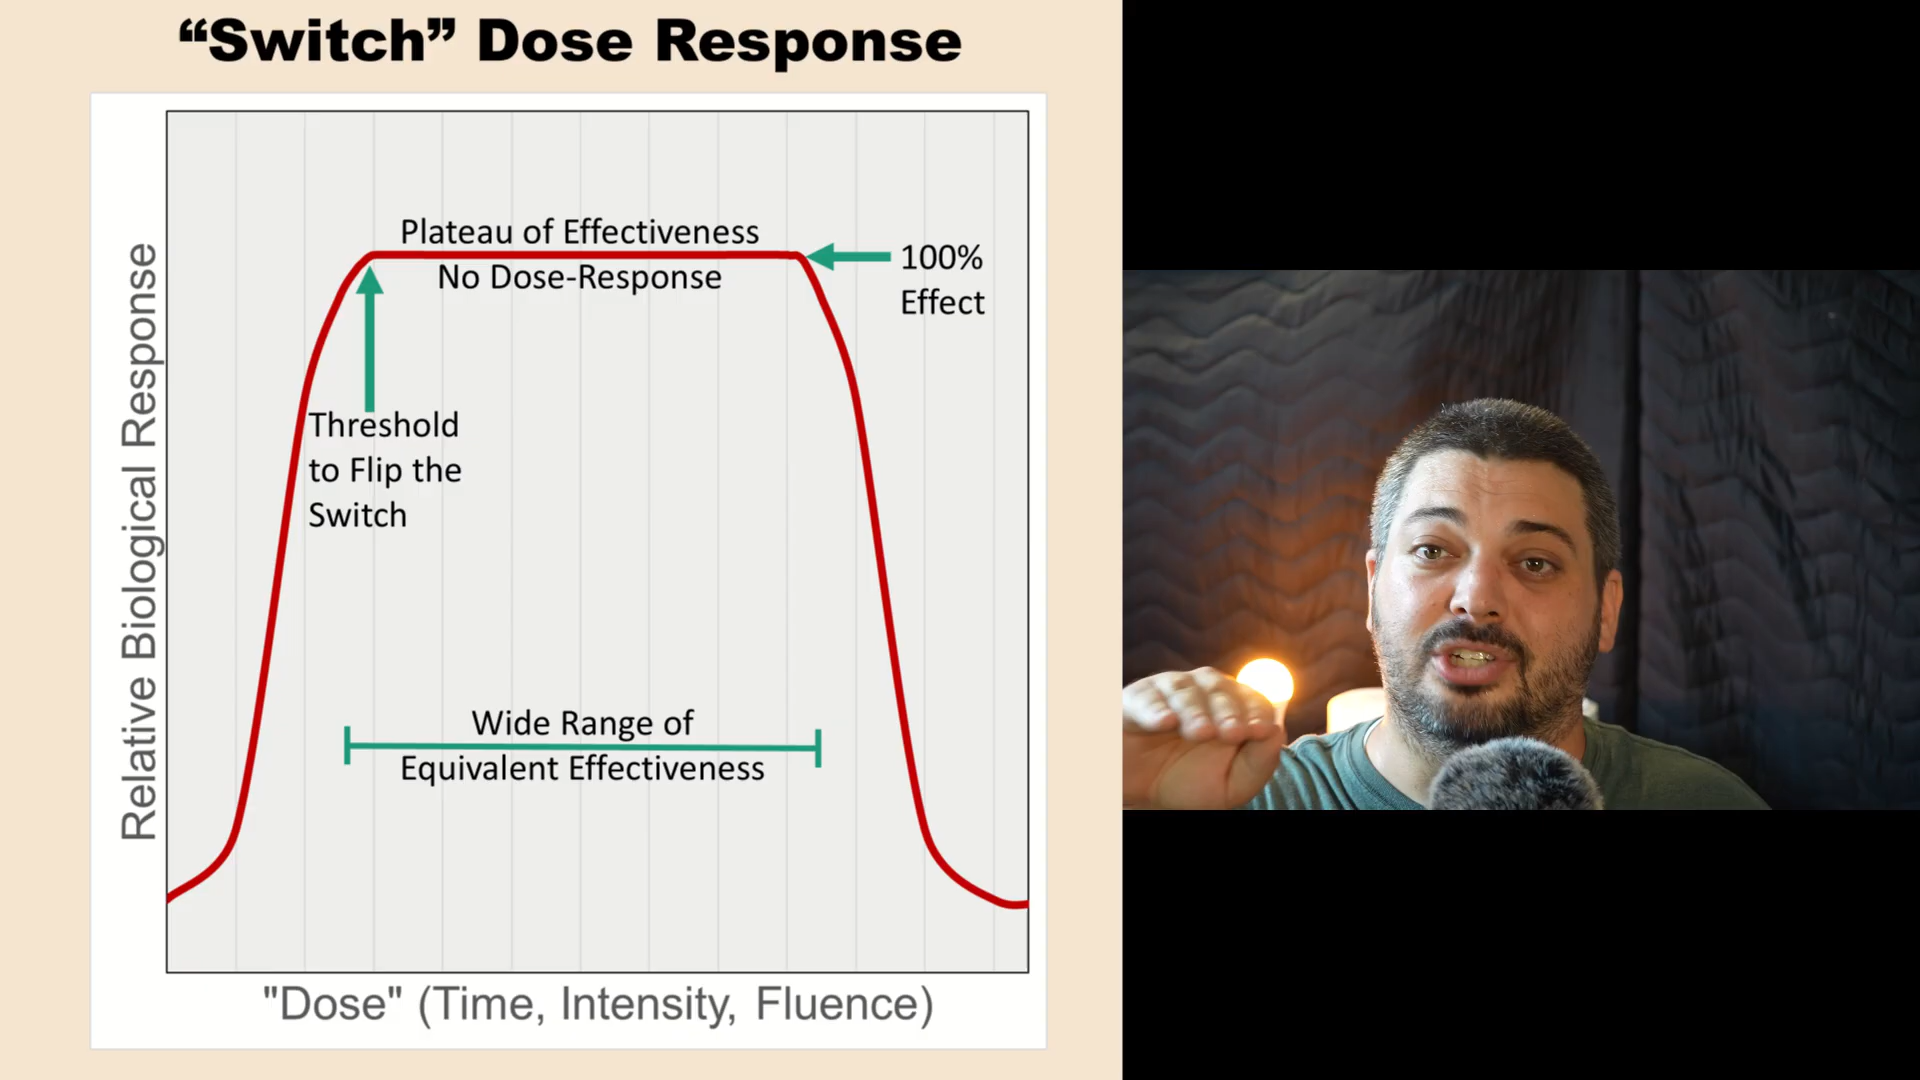 “Switch” Dose Response
Plateau of Effectiveness
No Dose-Response
100%
Effect
Threshold
to Flip the
Switch
Wide Range of
Equivalent Effectiveness
Relative Biological Response
"Dose" (Time, Intensity, Fluence)